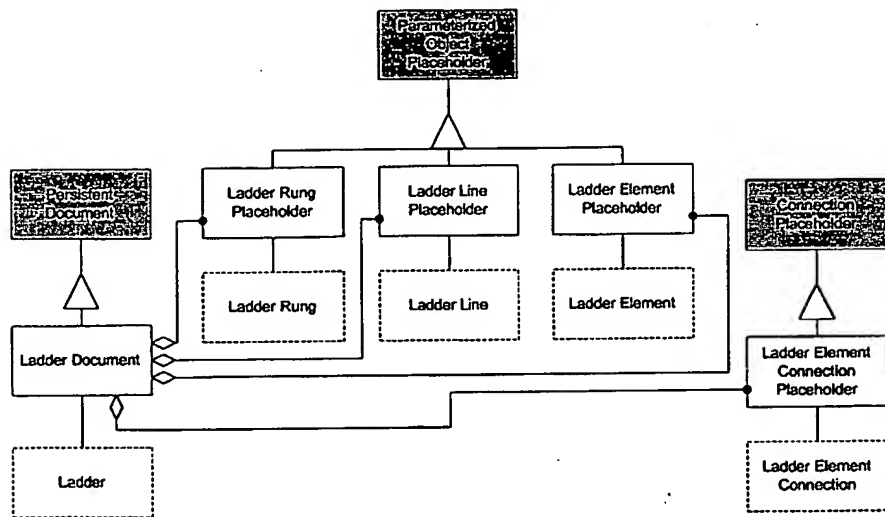 Parameterized
Object
Placeholder
Persistent
Document
Ladder Rung
Placeholder
Ladder Line
Placeholder
Ladder Element
Placeholder
Connection
Placeholder
Ladder Rung
Ladder Line
Ladder Element
Ladder Document
Ladder Element
Connection
Placeholder
Ladder
Ladder Element
Connection